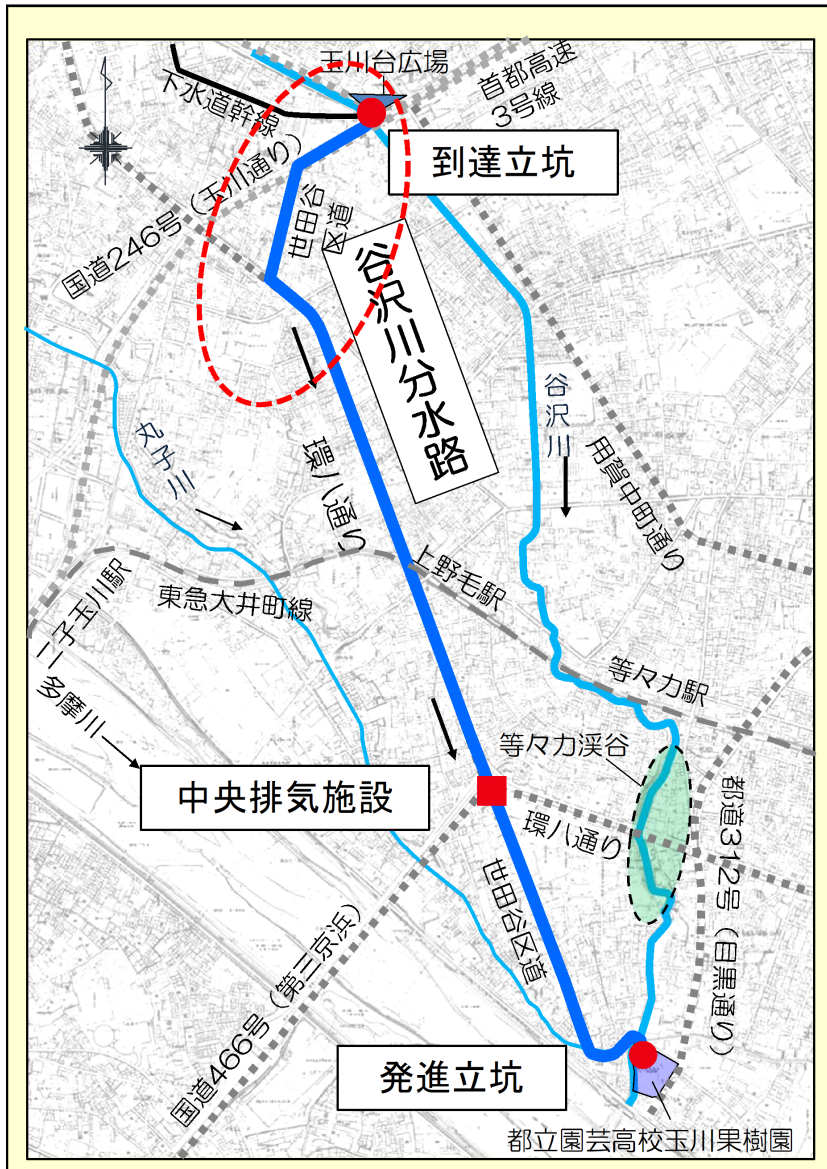 玉川台広場
首都高速
3号線
下水道幹線
到達立坑
国道246号（玉川通り）
世田谷
区道
谷沢川分水路
谷沢川
丸子川
環八通り
用賀中町通り
上野毛駅
東急大井町線
二子玉川駅
多摩川
等々力駅
等々力渓谷
中央排気施設
環八通り
都道312号（目黒通り）
世田谷区道
国道466号（第三京浜）
発進立坑
都立園芸高校玉川果樹園